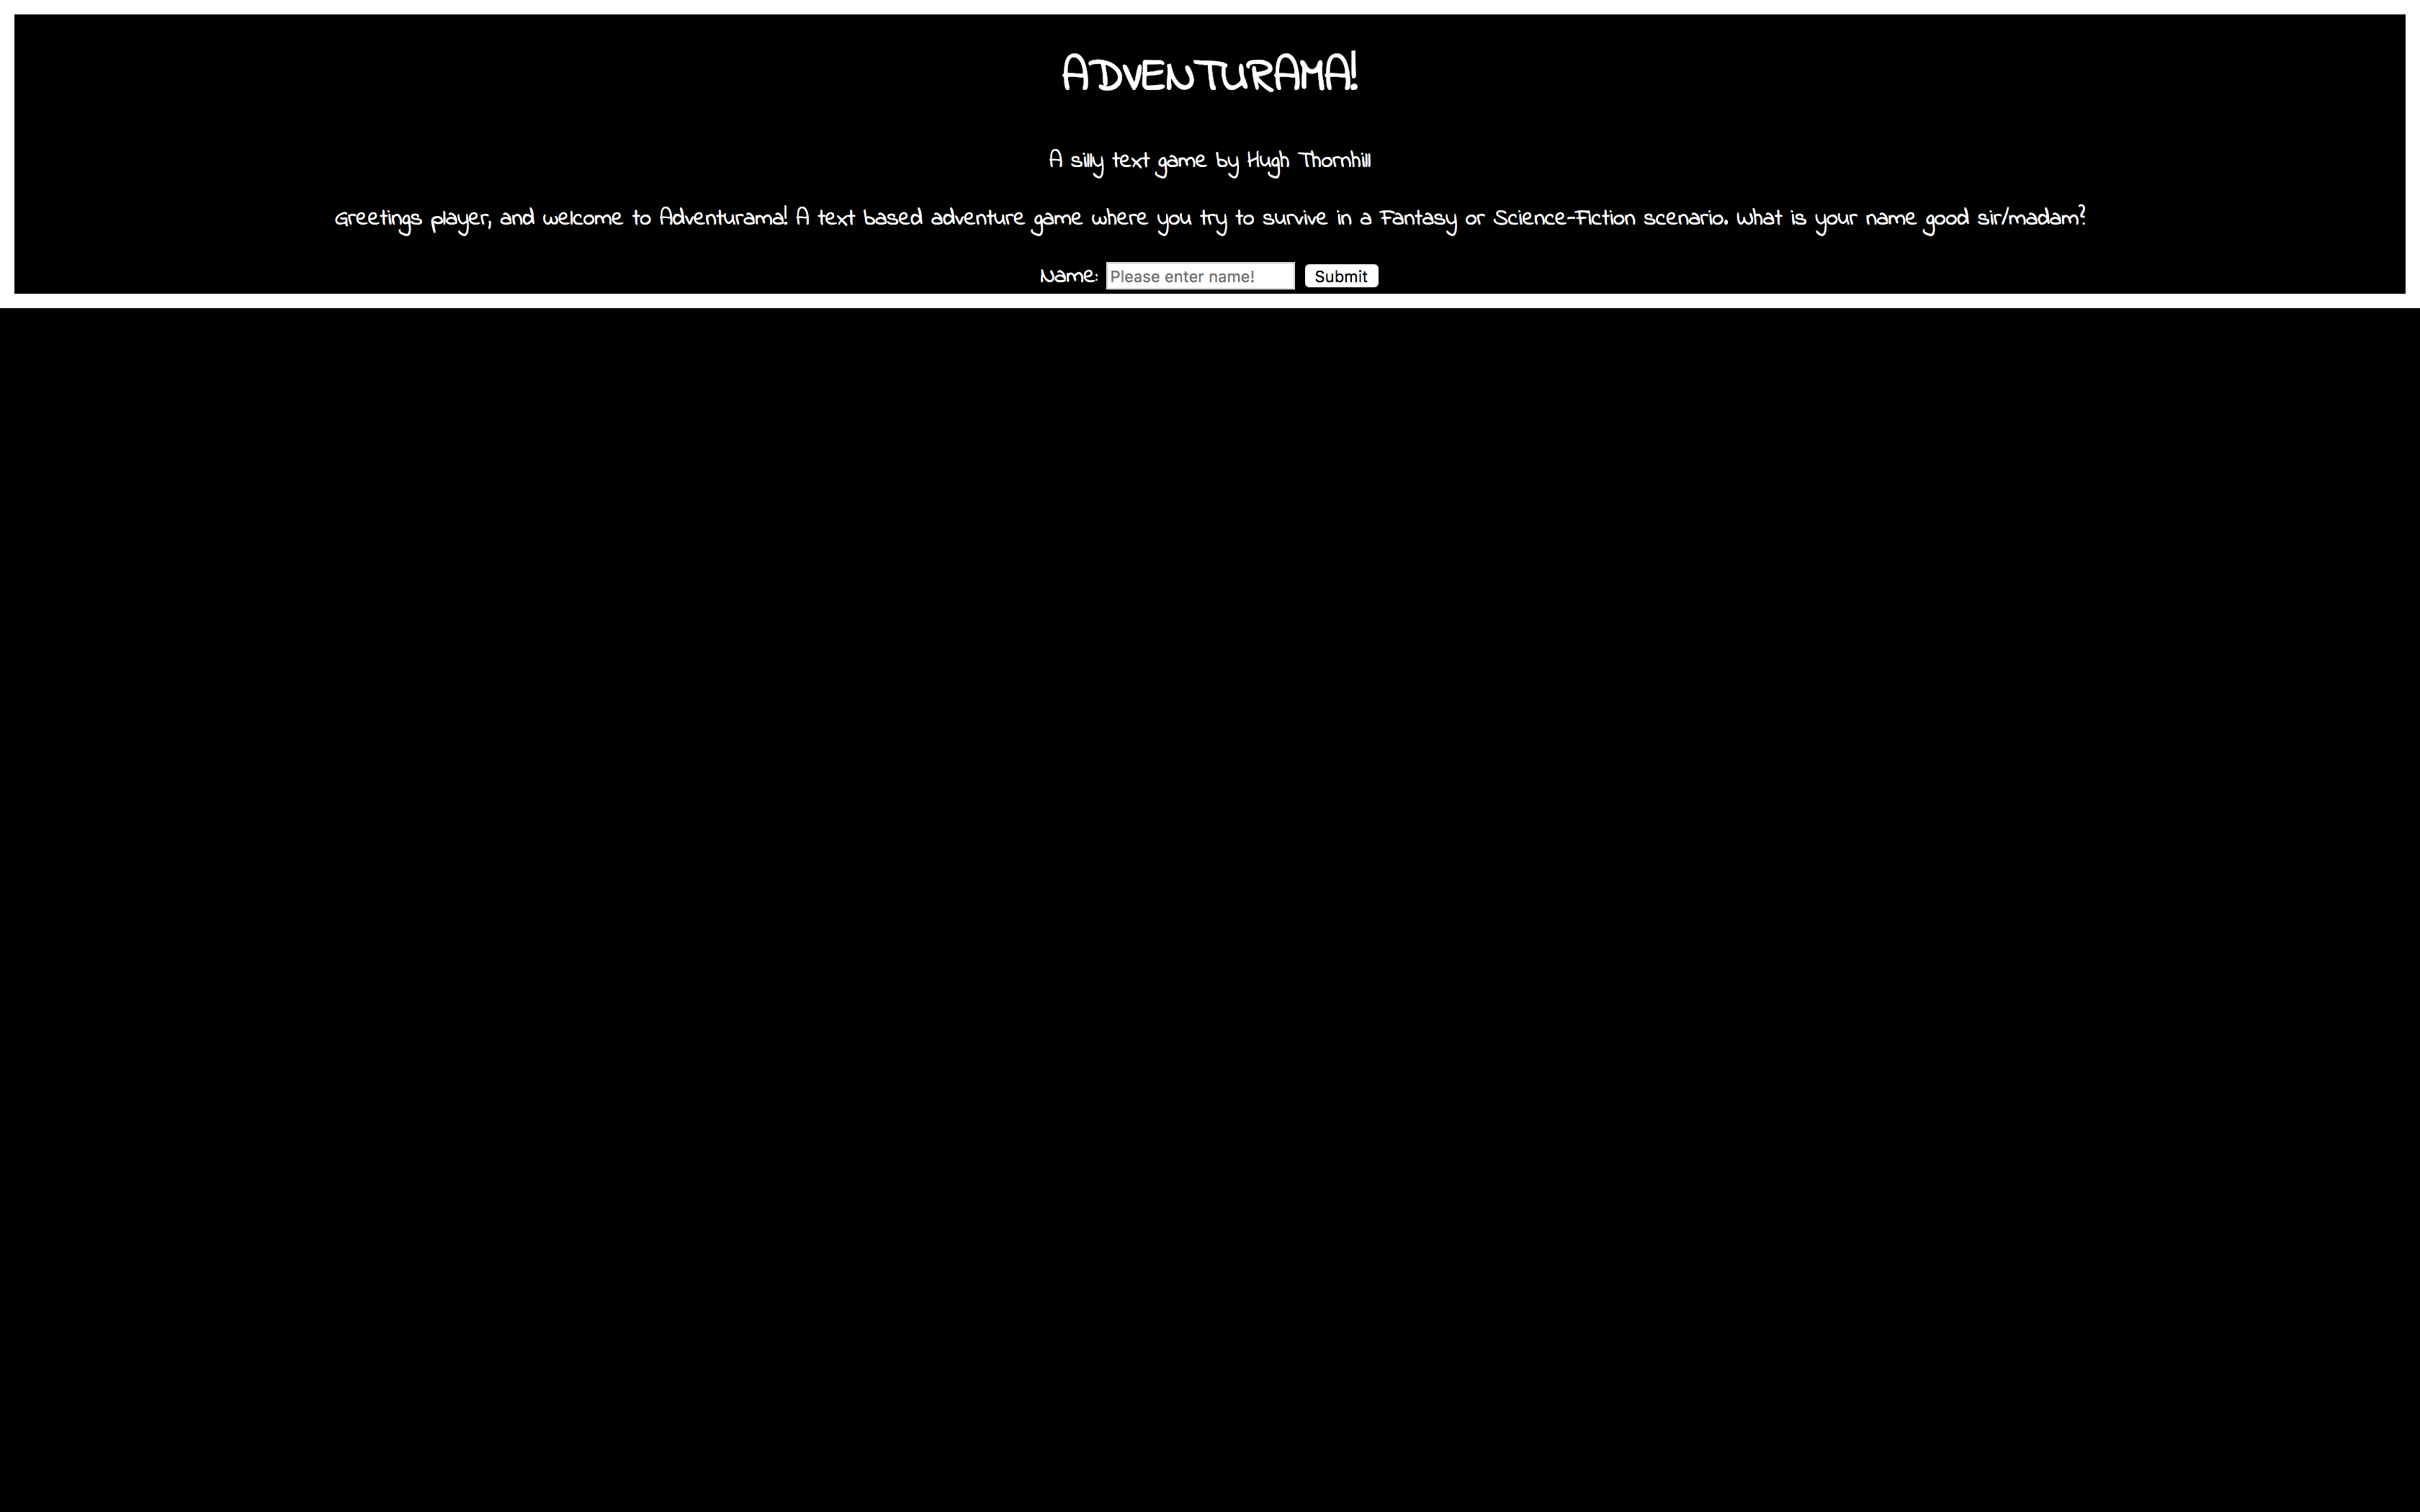 ADVENTURAMA!
A silly text game by Hugh Thornhill
Greetings player, and welcome to Adventurama! A text based adventure game where you try to survive in a Fantasy or Science-FIction scenario. What is your name good sir/madam?
Name: Please enter name! Submit